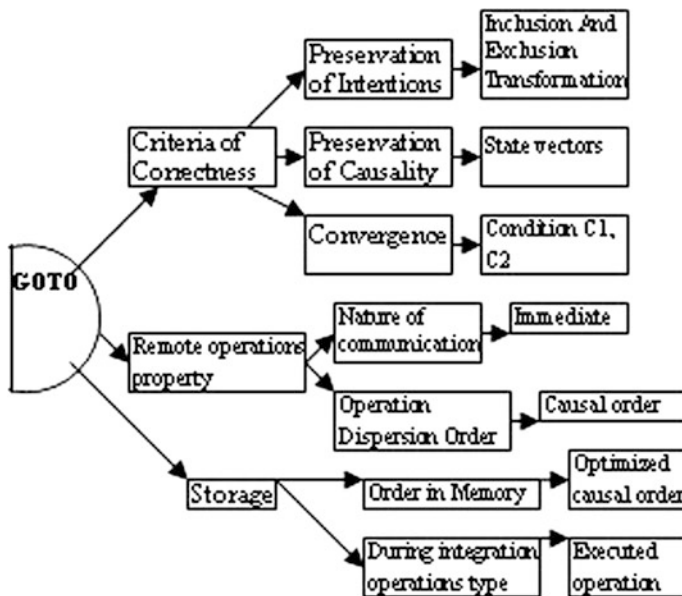 Preservation
of Intentions
Inclusion And
Exclusion
Transformation
Criteria of
Correctness
Preservation
of Causality
State vectors
Convergence
Condition C1,
C2
GOTO
Remote operations
property
Nature of
communication
Immediate
Operation
Dispersion Order
Causal order
Storage
Order in Memory
Optimized
causal order
During integration
operations type
Executed
operation